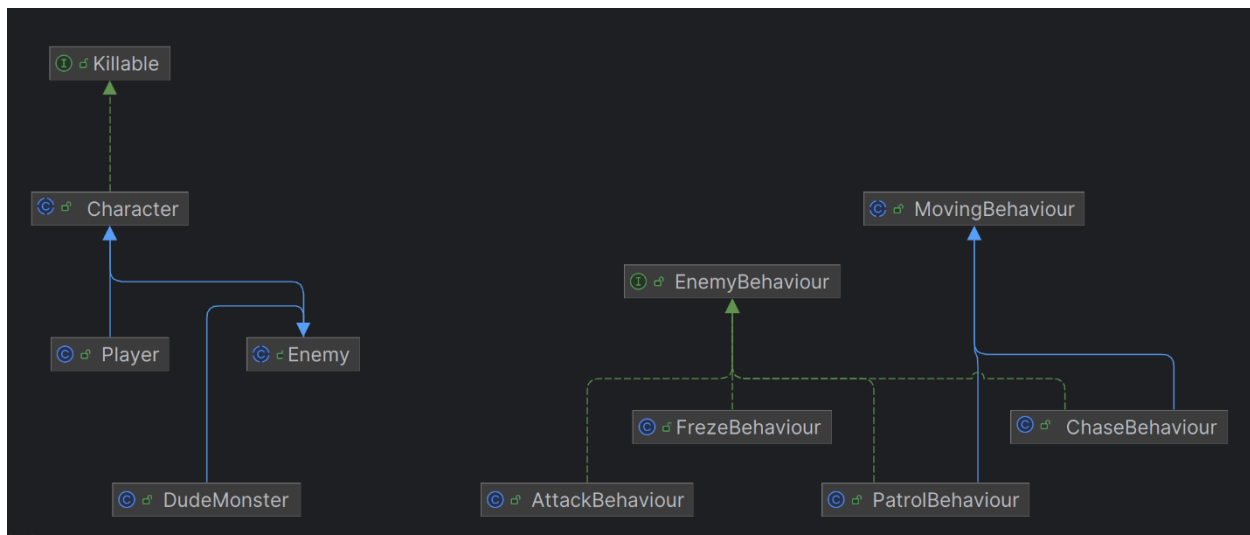 Killable
Character
MovingBehaviour
EnemyBehaviour
Player
Enemy
FrezeBehaviour
ChaseBehaviour
DudeMonster
AttackBehaviour
PatrolBehaviour